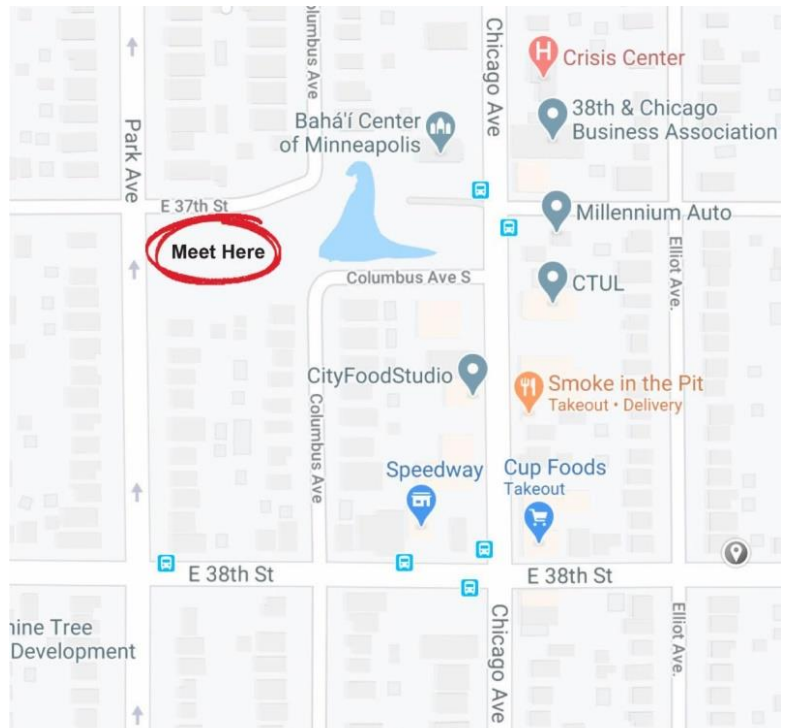 Columbus Ave
Chicago Ave
H
Crisis Center
38th & Chicago
Business Association
Bahá'í Center
of Minneapolis
Park Ave
E 37th St
Millennium Auto
Meet Here
Elliot Ave.
Columbus Ave S
CTUL
CityFoodStudio
Smoke in the Pit
Takeout • Delivery
Columbus Ave
Speedway
Cup Foods
Takeout
E 38th St
E 38th St
Tree
Development
Chicago Ave
Elliot Ave.